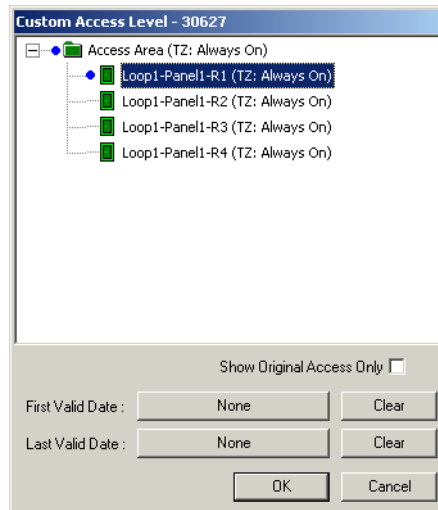 Custom Access Level - 30627
Access Area (TZ: Always On)
Loop1-Panel1-R1 (TZ: Always On)
Loop1-Panel1-R2 (TZ: Always On)
Loop1-Panel1-R3 (TZ: Always On)
Loop1-Panel1-R4 (TZ: Always On)
Show Original Access Only
First Valid Date : None Clear
Last Valid Date : None Clear
OK Cancel